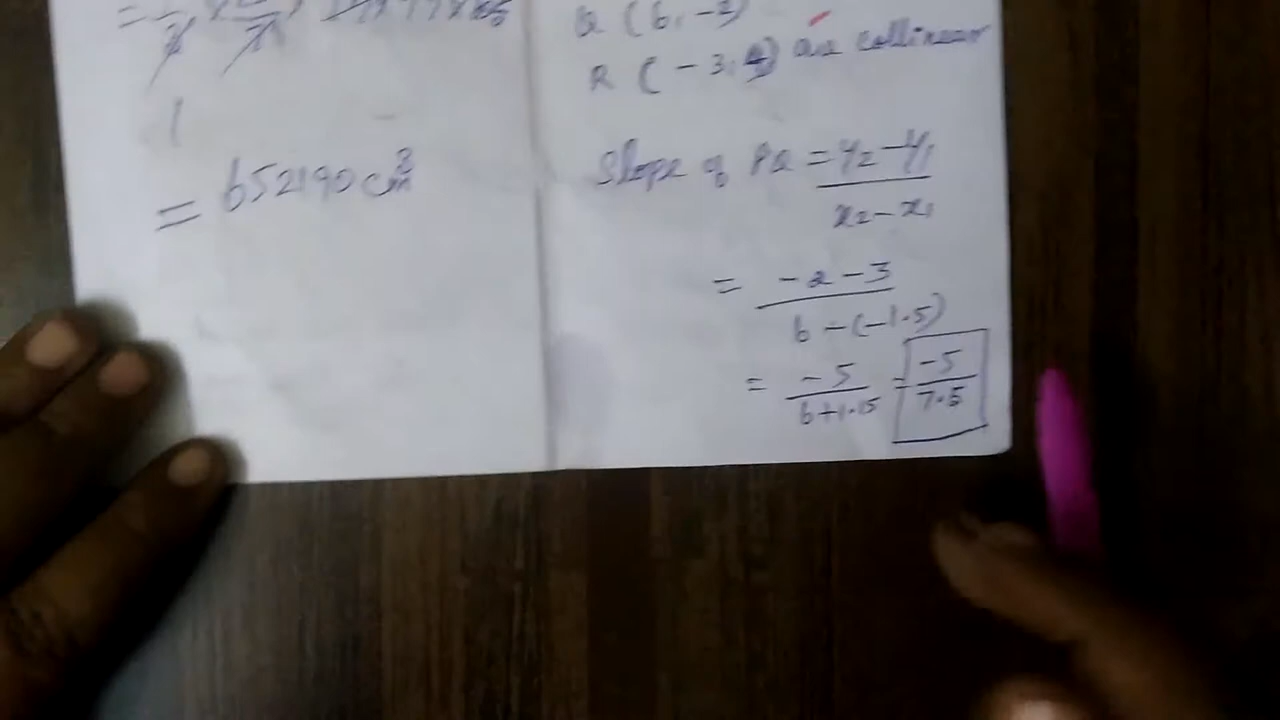 = 652190 cm³
Q (6, -2)
R (-3, 4) are collinear
Slope of PQ = y₂ - y₁
x₂ - x₁
= -2 - 3
6 - (-1.5)
= -5 = -5
6+1.15 7.5